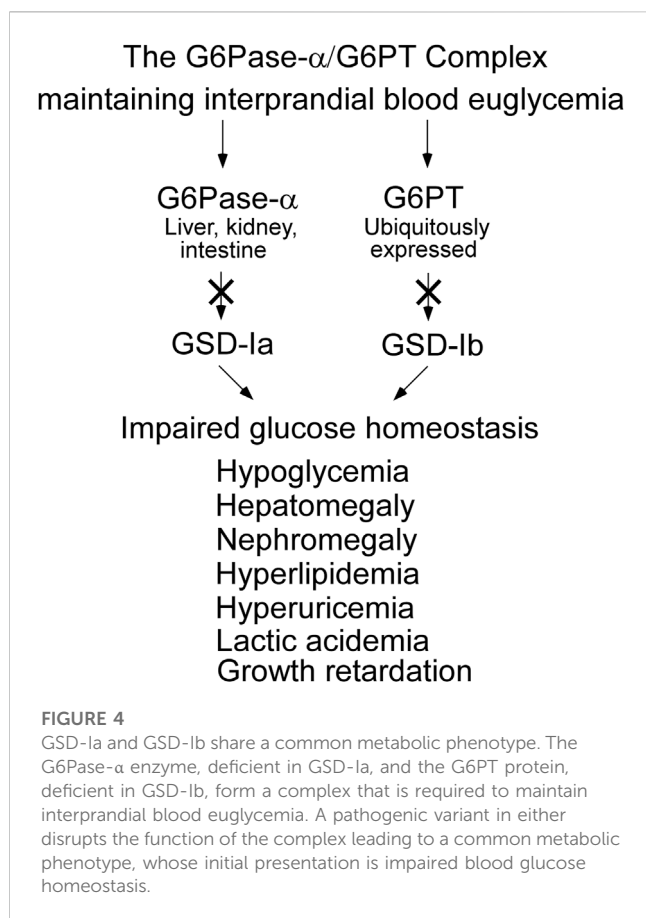 The G6Pase-α/G6PT Complex
maintaining interprandial blood euglycemia
G6Pase-α
Liver, kidney,
intestine
G6PT
Ubiquitously
expressed
GSD-Ia
GSD-Ib
Impaired glucose homeostasis
Hypoglycemia
Hepatomegaly
Nephromegaly
Hyperlipidemia
Hyperuricemia
Lactic acidemia
Growth retardation
FIGURE 4
GSD-Ia and GSD-Ib share a common metabolic phenotype. The
G6Pase-α enzyme, deficient in GSD-Ia, and the G6PT protein,
deficient in GSD-Ib, form a complex that is required to maintain
interprandial blood euglycemia. A pathogenic variant in either
disrupts the function of the complex leading to a common metabolic
phenotype, whose initial presentation is impaired blood glucose
homeostasis.